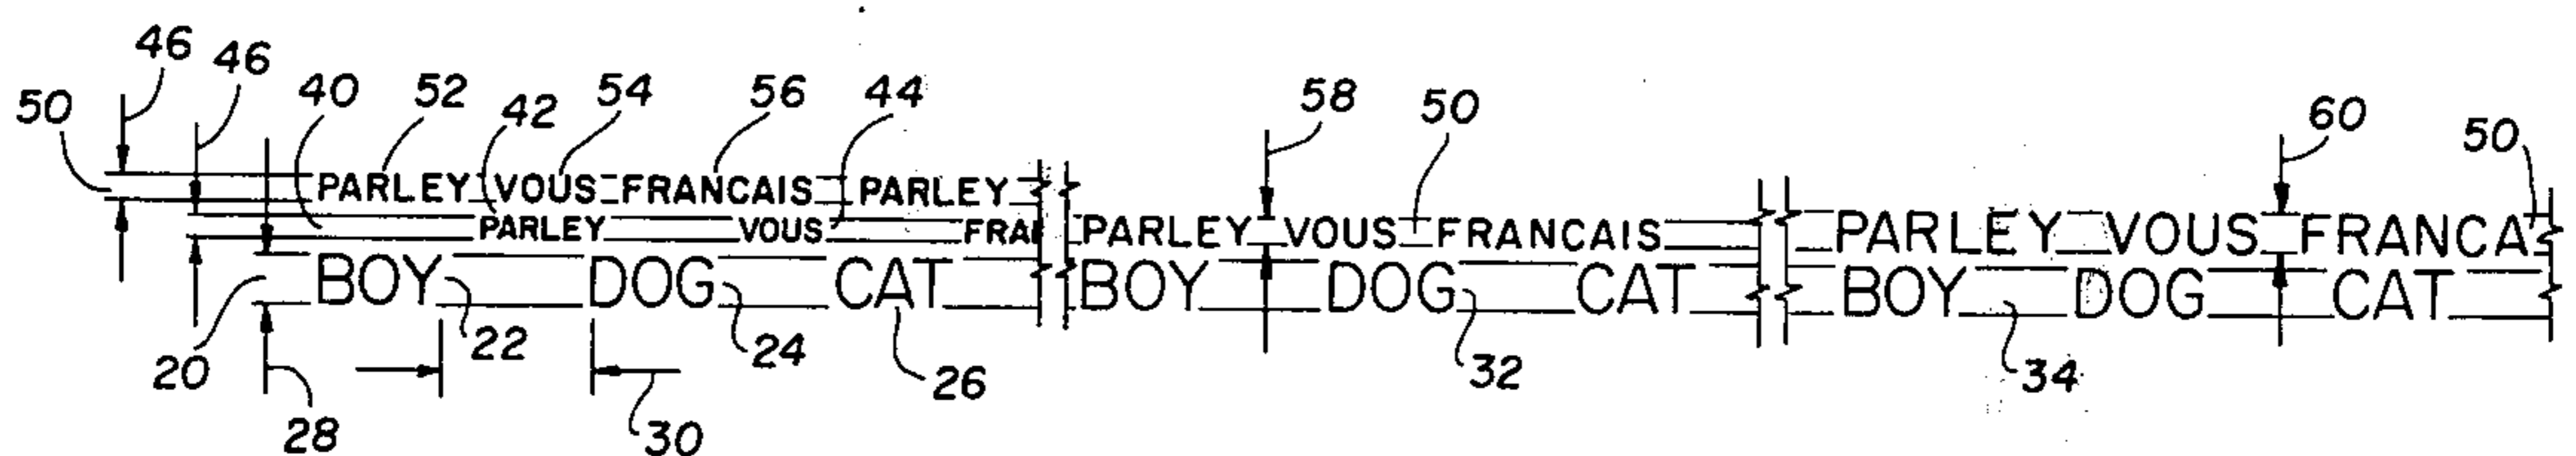 46 46
50 40 52 42 54 56 44 58 50 60 50
PARLEY VOUS FRANCAIS PARLEY
PARLEY VOUS FRA PARLEY VOUS FRANCAIS PARLEY VOUS FRANCA
BOY DOG CAT BOY DOG CAT BOY DOG CAT
20 22 24 26 32 34
28 30